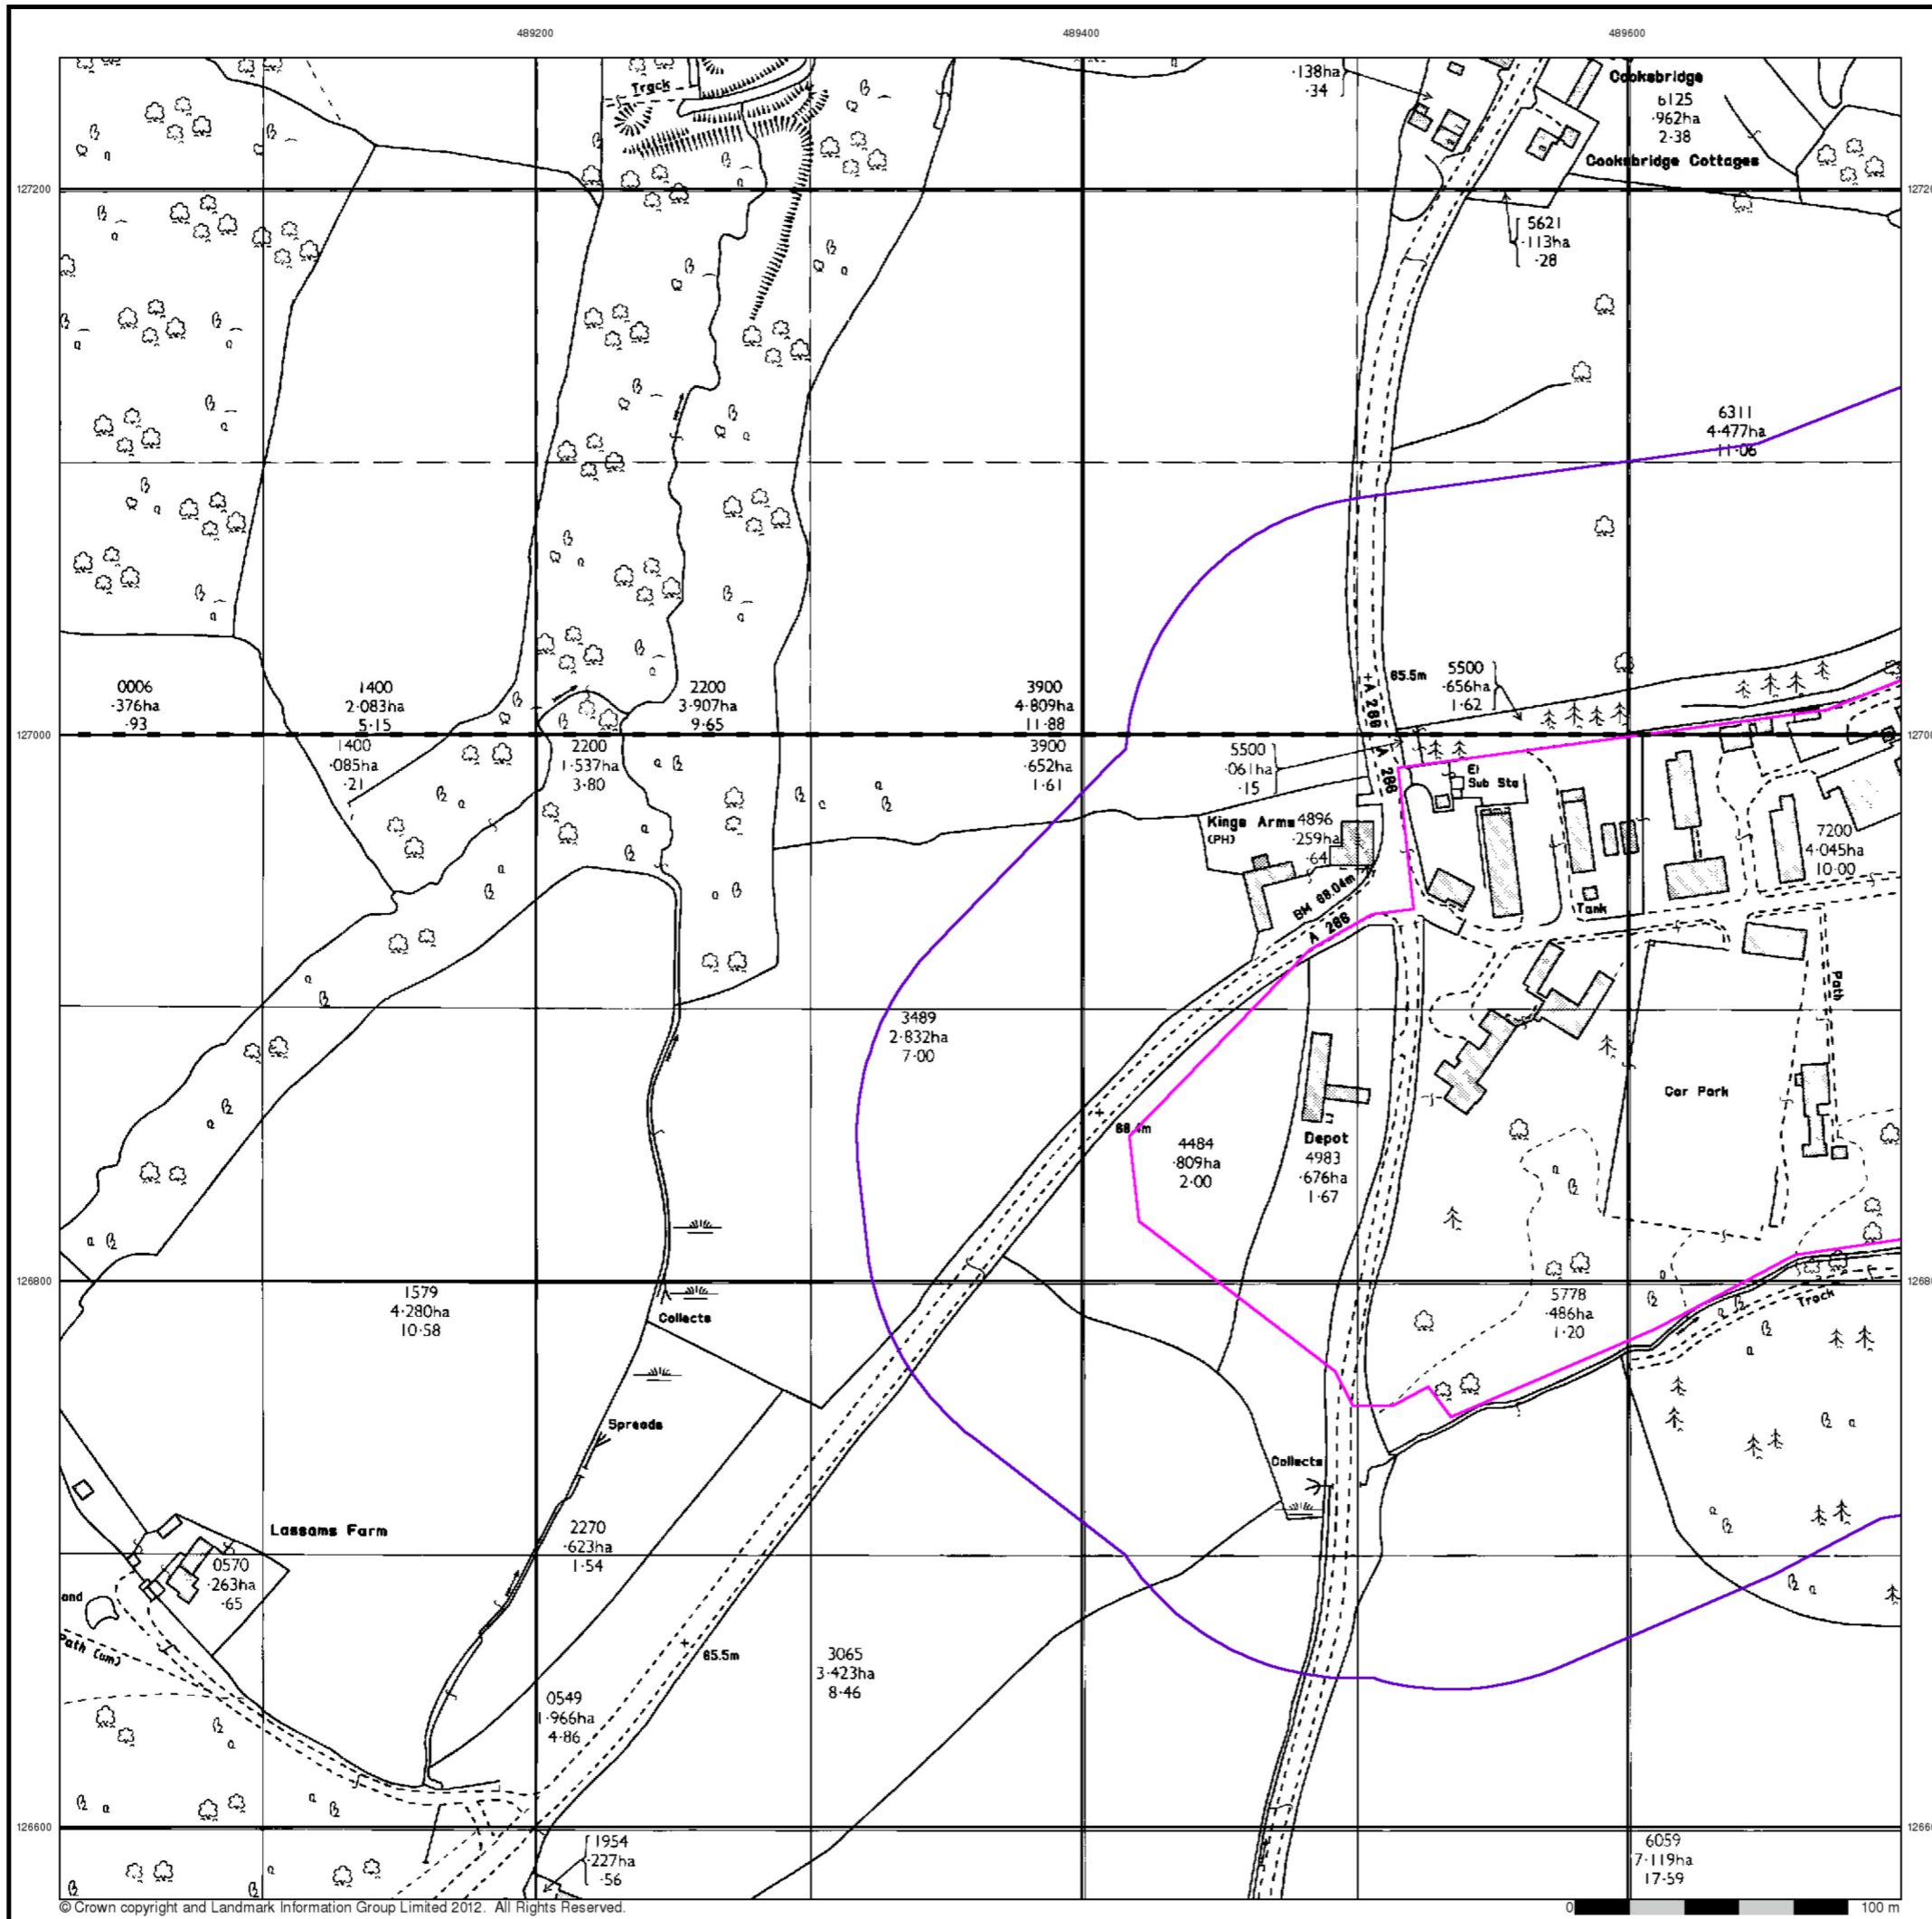 489200
489400
489600
Track
·138ha
·34
Cooksbridge
6125
·962ha
2·38
Cooksbridge Cottages
127200
5621
·113ha
·28
6311
4·477ha
11·06
0006
·376ha
·93
1400
2·083ha
5·15
2200
3·907ha
9·65
3900
4·809ha
11·88
+A 286
65.5m
5500
·656ha
1·62
127000
1400
·085ha
·21
2200
1·537ha
3·80
3900
·652ha
1·61
5500
·061ha
·15
A 286
El
Sub Sta
Kings Arms
(PH)
4896
·259ha
·64
7200
4·045ha
10·00
BM 68.04m
A 286
Tank
Path
3489
2·832ha
7·00
Car Park
4484
·809ha
2·00
Depot
4983
·676ha
1·67
126800
1579
4·280ha
10·58
Collects
5778
·486ha
1·20
Track
Spreads
Collects
Lassams Farm
0570
·263ha
·65
2270
·623ha
1·54
Path (um)
65.5m
3065
3·423ha
8·46
0549
1·966ha
4·86
126600
1954
·227ha
·56
6059
7·119ha
17·59
© Crown copyright and Landmark Information Group Limited 2012. All Rights Reserved.
0
100 m